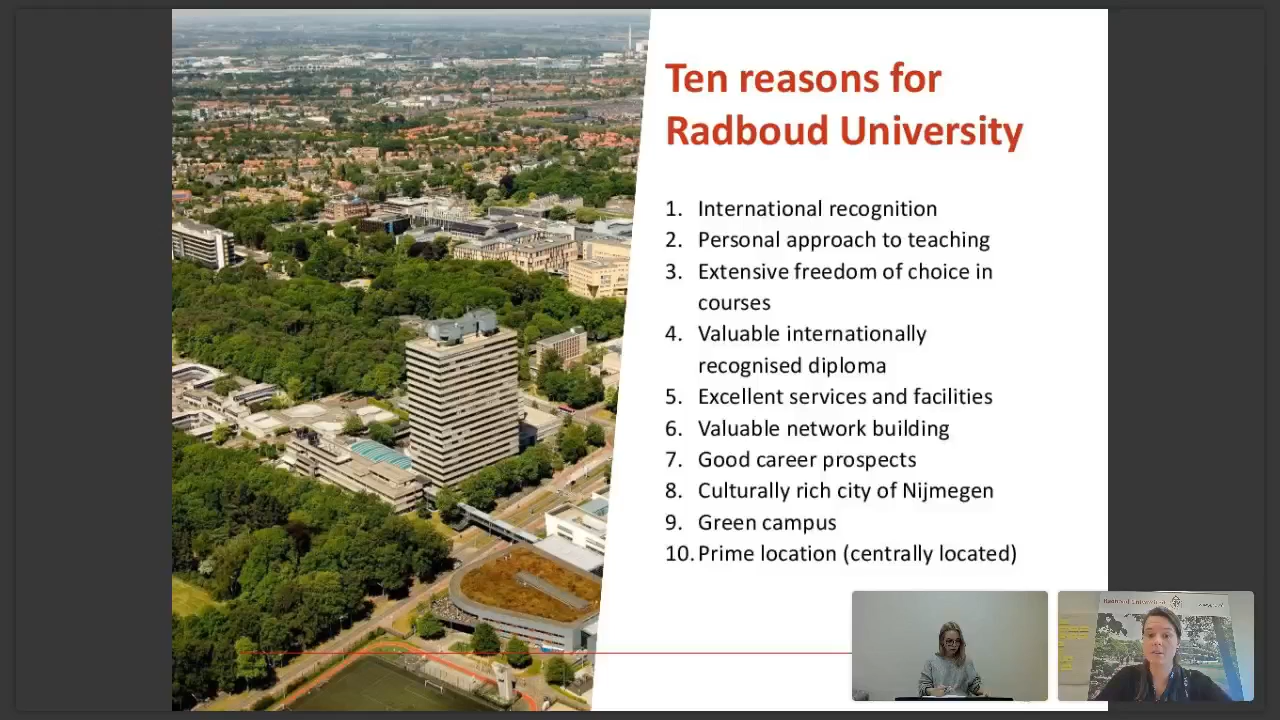 Ten reasons for
Radboud University
1. International recognition
2. Personal approach to teaching
3. Extensive freedom of choice in
courses
4. Valuable internationally
recognised diploma
5. Excellent services and facilities
6. Valuable network building
7. Good career prospects
8. Culturally rich city of Nijmegen
9. Green campus
10. Prime location (centrally located)